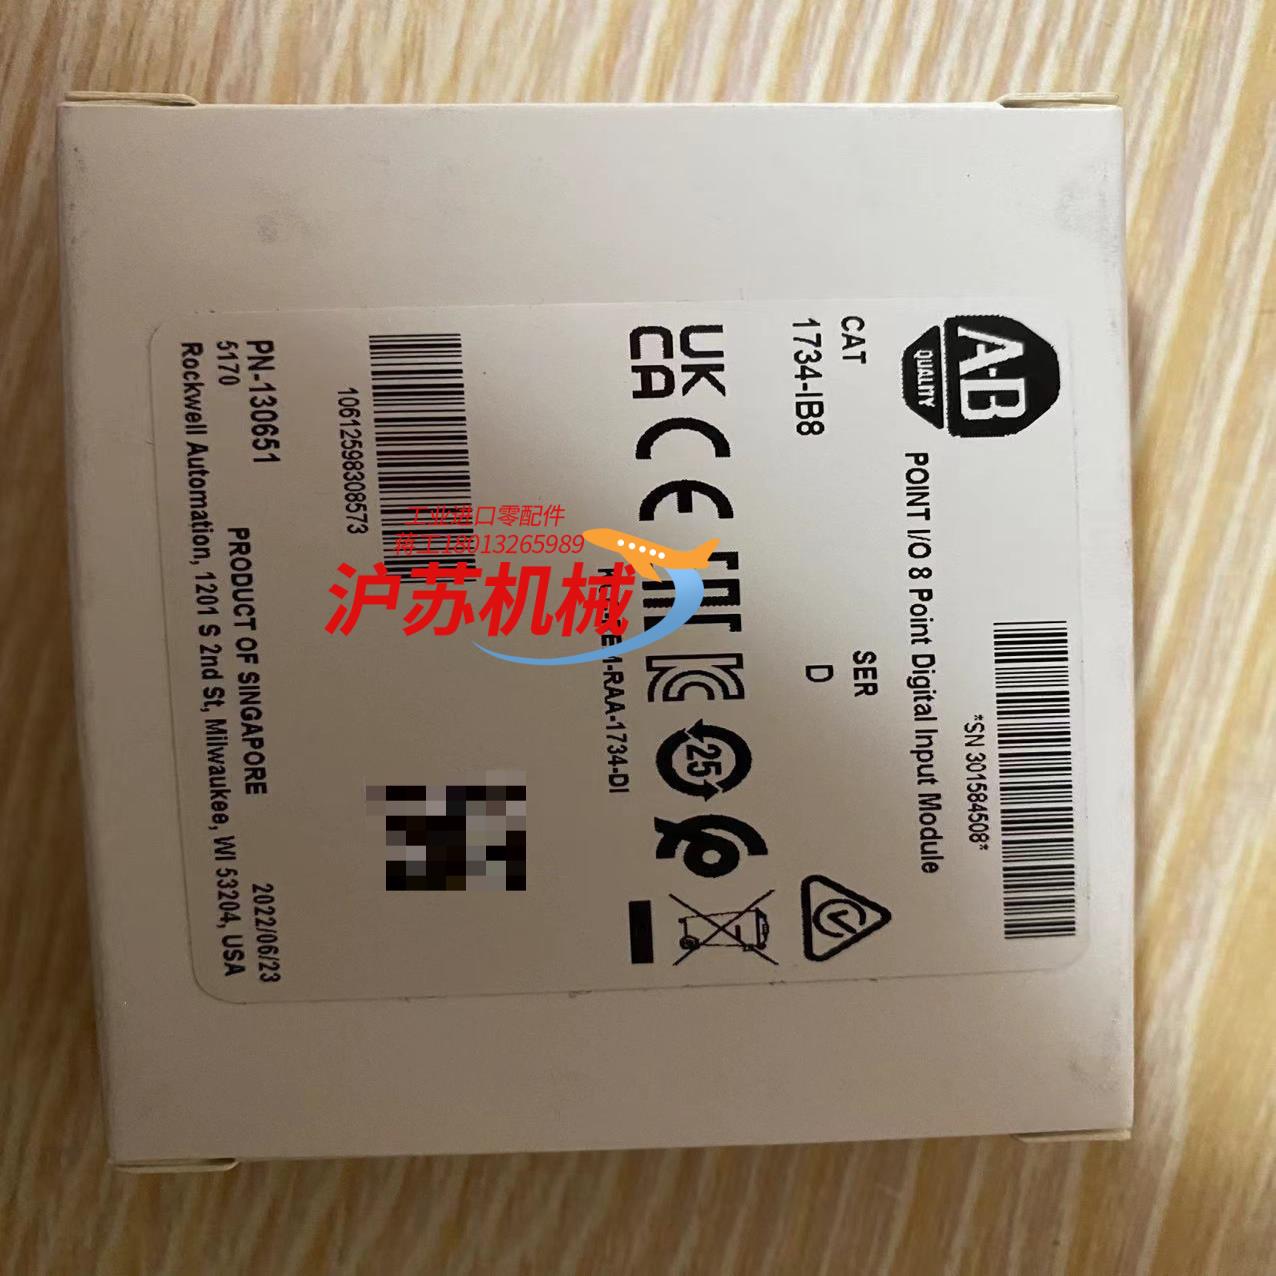 A-B
QUALITY
POINT I/O 8 Point Digital Input Module
*SN 301584508*
CAT
1734-IB8
SER
D
UK
CA
CE
EAC
25
-RAA-1734-DI
10612598308573
PN-130651
5170
PRODUCT OF SINGAPORE
2022/06/23
Rockwell Automation, 1201 S 2nd St, Milwaukee, WI 53204, USA
工业进口零配件
蒋工18013265989
沪苏机械